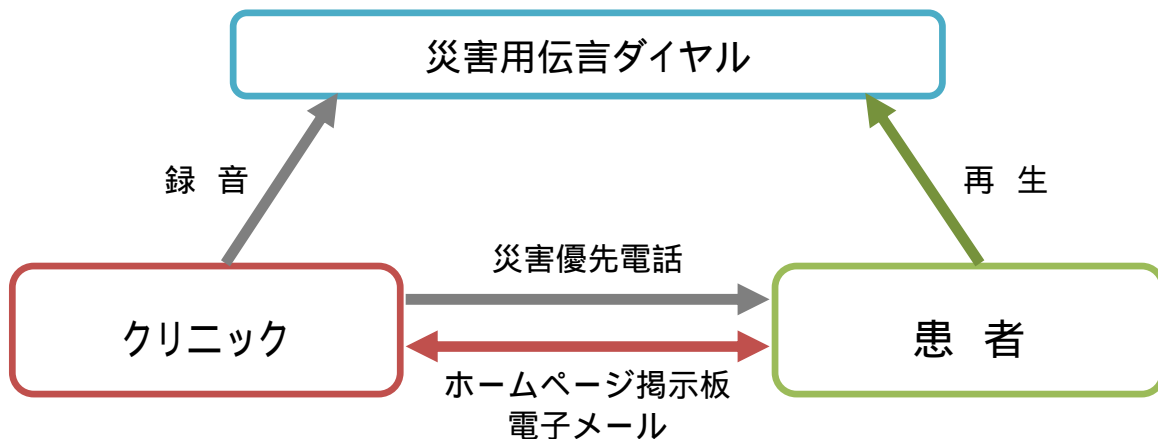 災害用伝言ダイヤル
録 音
再 生
災害優先電話
クリニック
患 者
ホームページ掲示板
電子メール